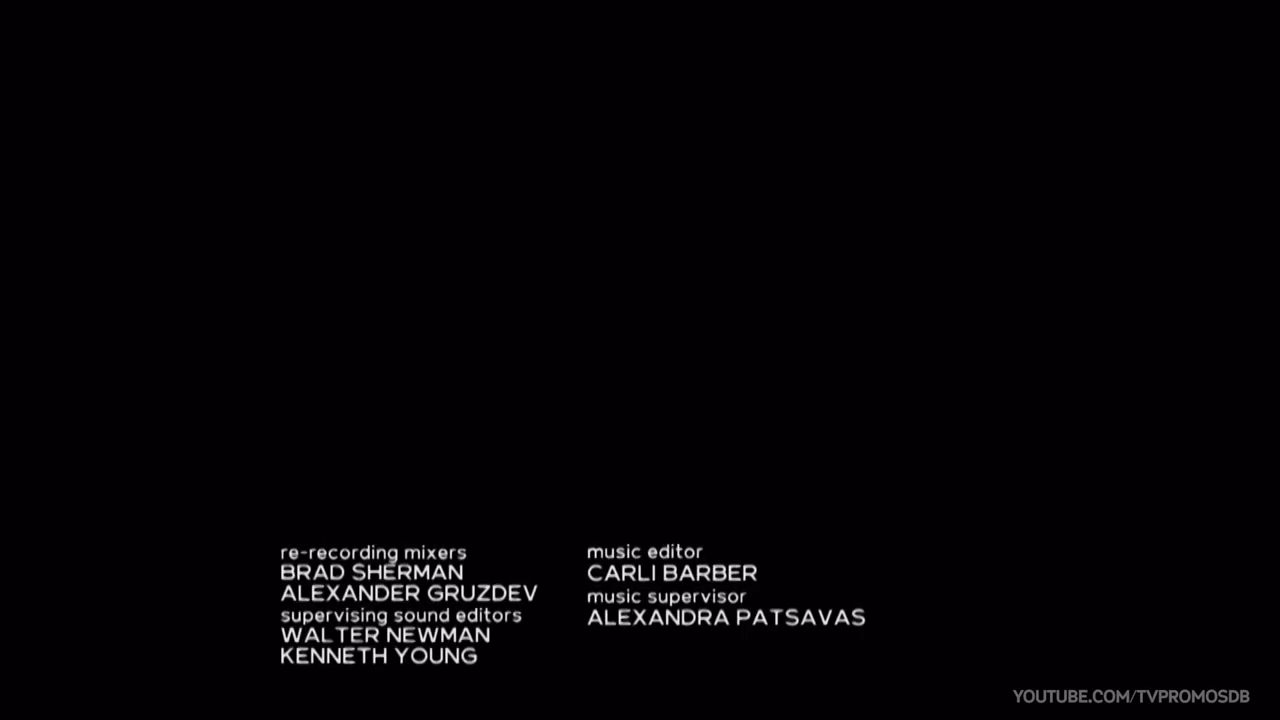 re-recording mixers
BRAD SHERMAN
ALEXANDER GRUZDEV
supervising sound editors
WALTER NEWMAN
KENNETH YOUNG
music editor
CARLI BARBER
music supervisor
ALEXANDRA PATSAVAS
YOUTUBE.COM/TVPROMOSDB